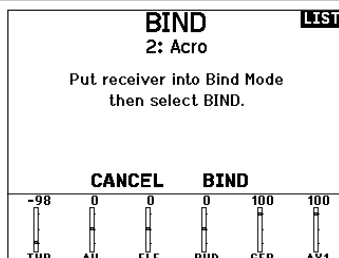 BIND LIST
2: Acro
Put receiver into Bind Mode
then select BIND.
CANCEL BIND
-98 0 0 0 100 100